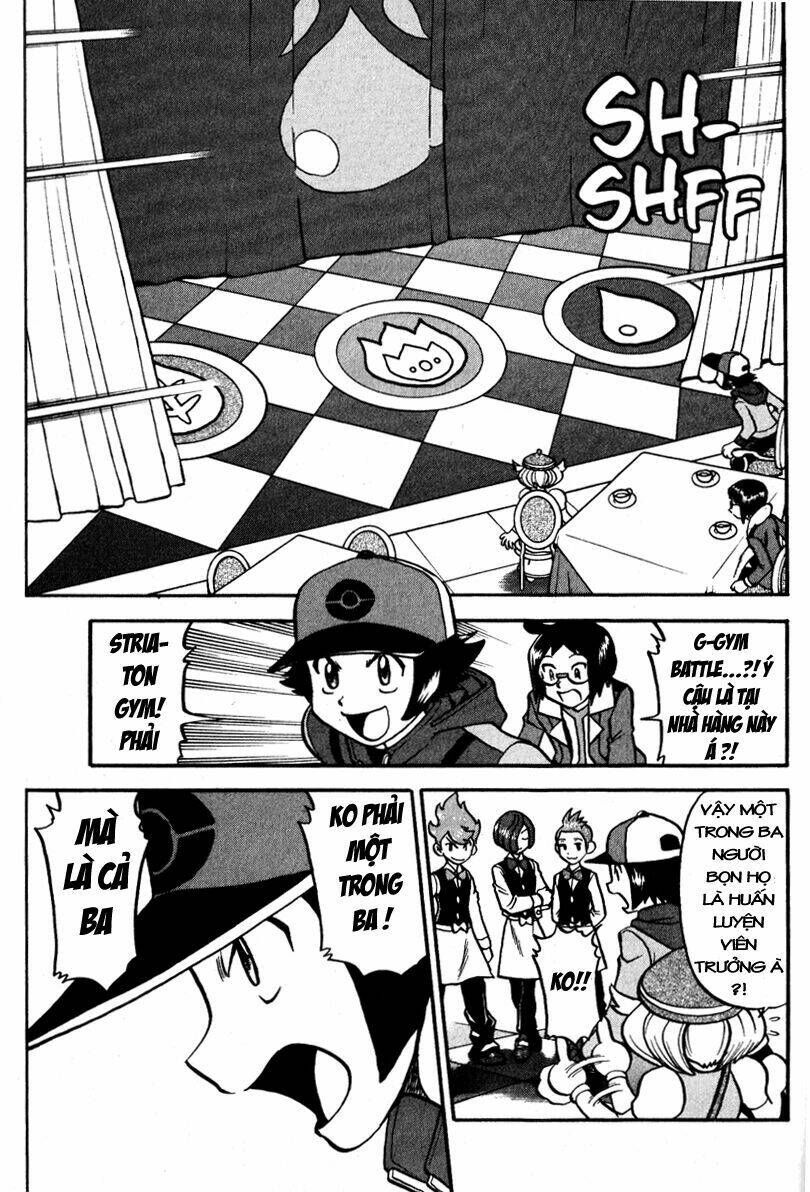 SH-
SHFF
G-GYM
BATTLE...?! Ý
CẬU LÀ TẠI
NHÀ HÀNG NÀY
Á ?!
STRIA-
TON
GYM!
PHẢI
VẬY MỘT
TRONG BA
NGƯỜI
BỌN HỌ
LÀ HUẤN
LUYỆN
VIÊN
TRƯỞNG À
?!
KO!!
KO PHẢI
MỘT
TRONG
BA !
MÀ
LÀ CẢ
BA